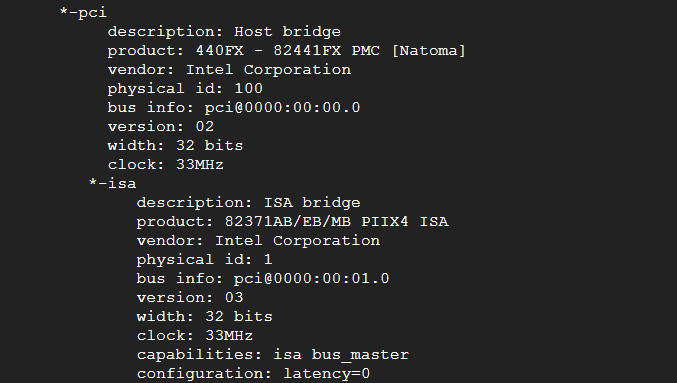 *-pci
description: Host bridge
product: 440FX - 82441FX PMC [Natoma]
vendor: Intel Corporation
physical id: 100
bus info: pci@0000:00:00.0
version: 02
width: 32 bits
clock: 33MHz
*-isa
description: ISA bridge
product: 82371AB/EB/MB PIIX4 ISA
vendor: Intel Corporation
physical id: 1
bus info: pci@0000:00:01.0
version: 03
width: 32 bits
clock: 33MHz
capabilities: isa bus_master
configuration: latency=0